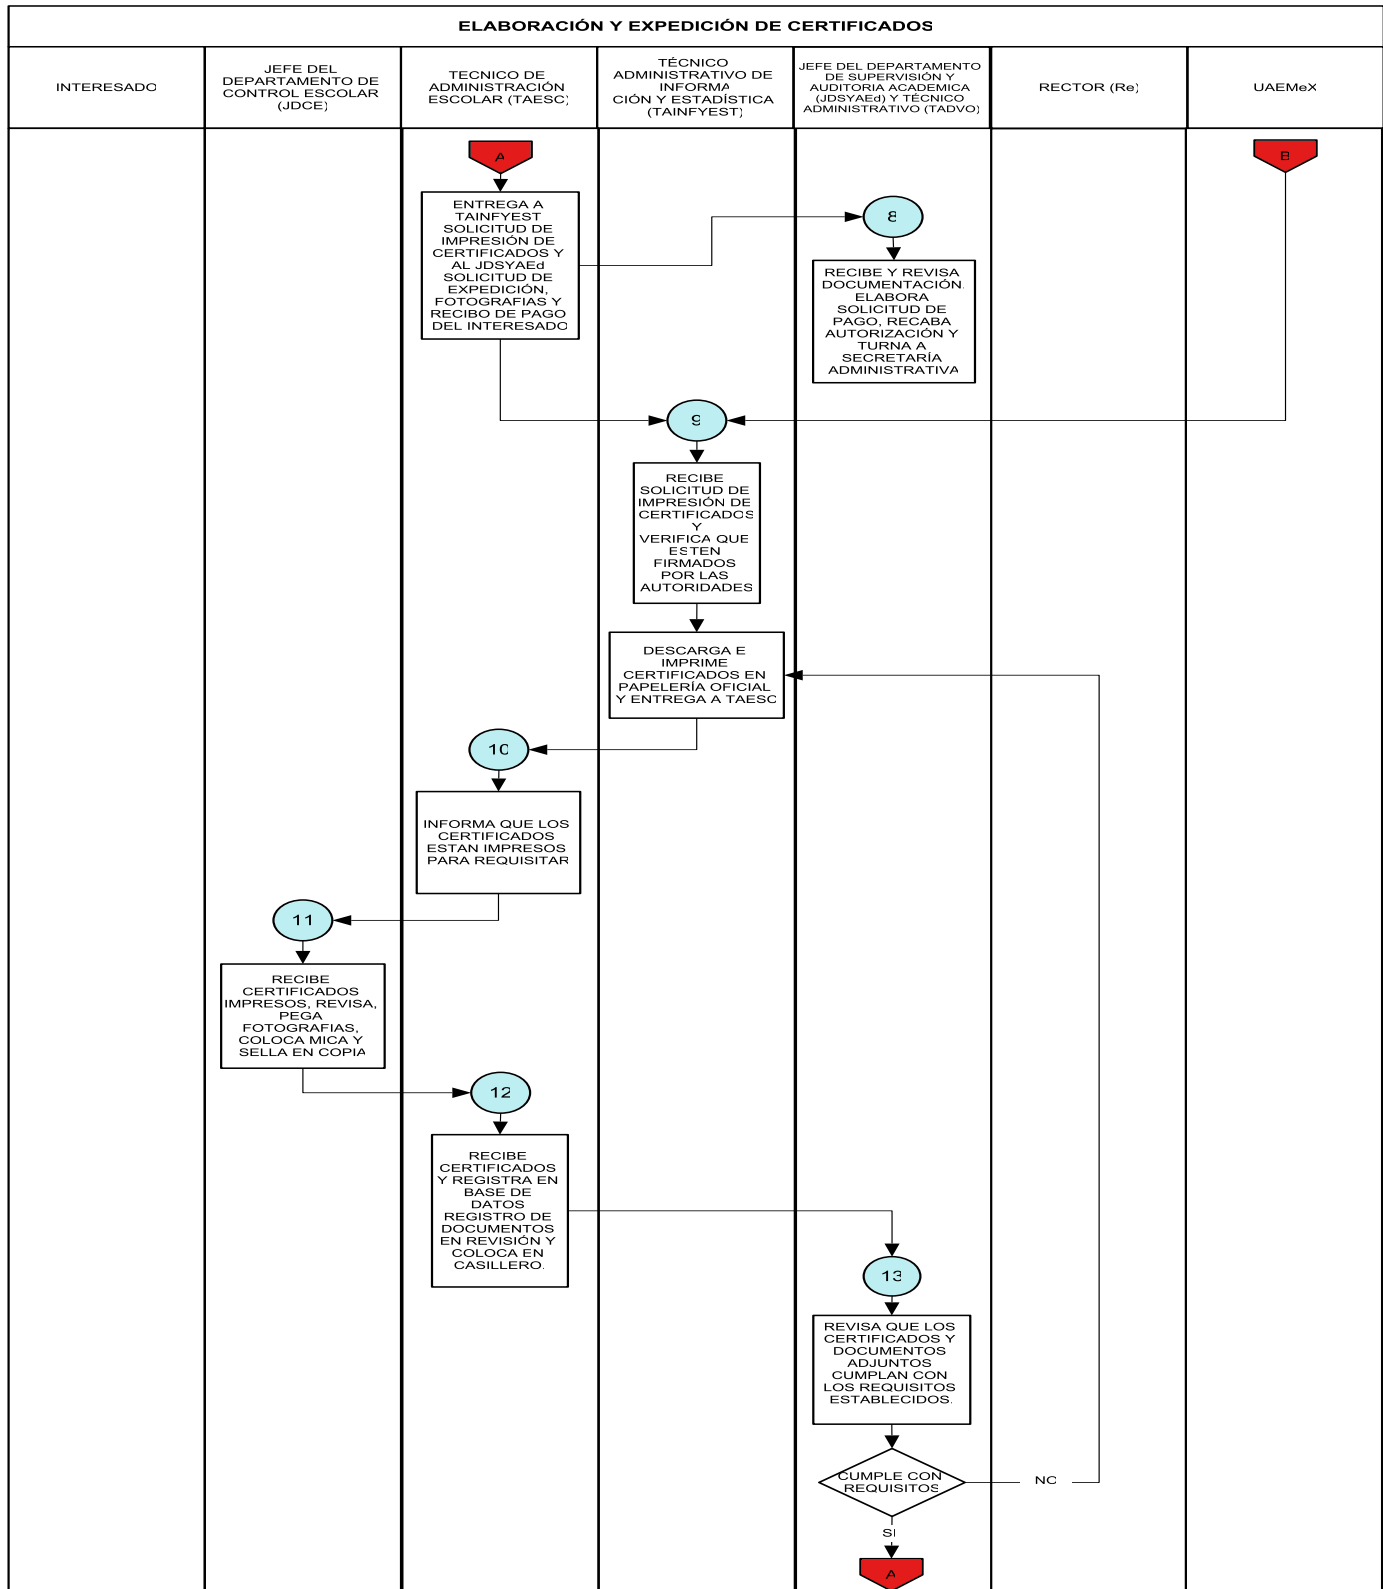 ELABORACIÓN Y EXPEDICIÓN DE CERTIFICADOS
INTERESADO
JEFE DEL
DEPARTAMENTO DE
CONTROL ESCOLAR
(JDCE)
TECNICO DE
ADMINISTRACIÓN
ESCOLAR (TAESC)
TÉCNICO
ADMINISTRATIVO DE
INFORMA
CIÓN Y ESTADÍSTICA
(TAINFYEST)
JEFE DEL DEPARTAMENTO
DE SUPERVISIÓN Y
AUDITORIA ACADEMICA
(JDSYAEd) Y TÉCNICO
ADMINISTRATIVO (TADVO)
RECTOR (Re)
UAEMeX
A
B
ENTREGA A
TAINFYEST
SOLICITUD DE
IMPRESIÓN DE
CERTIFICADOS Y
AL JDSYAEd
SOLICITUD DE
EXPEDICIÓN,
FOTOGRAFIAS Y
RECIBO DE PAGO
DEL INTERESADO
8
RECIBE Y REVISA
DOCUMENTACIÓN.
ELABORA
SOLICITUD DE
PAGO, RECABA
AUTORIZACIÓN Y
TURNA A
SECRETARÍA
ADMINISTRATIVA
9
RECIBE
SOLICITUD DE
IMPRESIÓN DE
CERTIFICADOS
Y
VERIFICA QUE
ESTEN
FIRMADOS
POR LAS
AUTORIDADES
DESCARGA E
IMPRIME
CERTIFICADOS EN
PAPELERÍA OFICIAL
Y ENTREGA A TAESC
10
INFORMA QUE LOS
CERTIFICADOS
ESTAN IMPRESOS
PARA REQUISITAR
11
RECIBE
CERTIFICADOS
IMPRESOS, REVISA,
PEGA
FOTOGRAFIAS,
COLOCA MICA Y
SELLA EN COPIA
12
RECIBE
CERTIFICADOS
Y REGISTRA EN
BASE DE
DATOS
REGISTRO DE
DOCUMENTOS
EN REVISIÓN Y
COLOCA EN
CASILLERO.
13
REVISA QUE LOS
CERTIFICADOS Y
DOCUMENTOS
ADJUNTOS
CUMPLAN CON
LOS REQUISITOS
ESTABLECIDOS.
CUMPLE CON
REQUISITOS
NO
SI
A